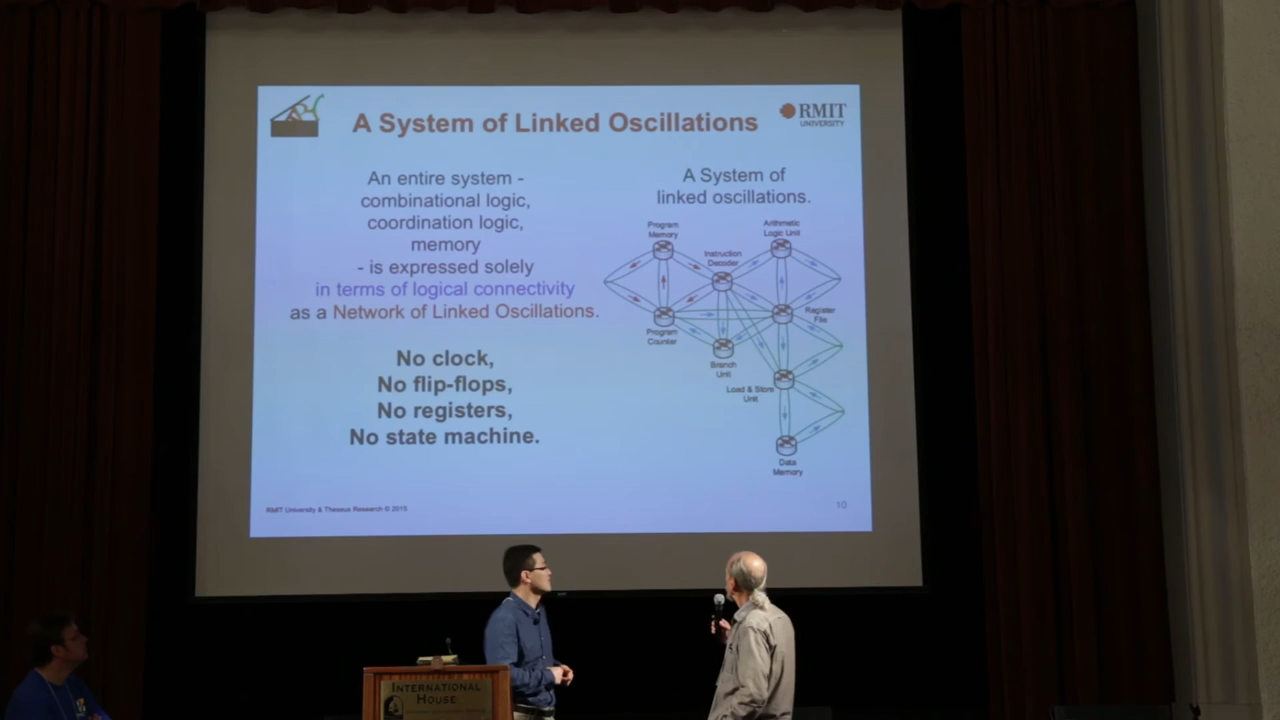 A System of Linked Oscillations
RMIT
UNIVERSITY
An entire system -
combinational logic,
coordination logic,
memory
- is expressed solely
in terms of logical connectivity
as a Network of Linked Oscillations.
No clock,
No flip-flops,
No registers,
No state machine.
A System of
linked oscillations.
Program
Memory
Arithmetic
Logic Unit
Instruction
Decoder
Program
Counter
Register
File
Branch
Unit
Load & Store
Unit
Data
Memory
RMIT University & Theseus Research © 2015
10
INTERNATIONAL
HOUSE